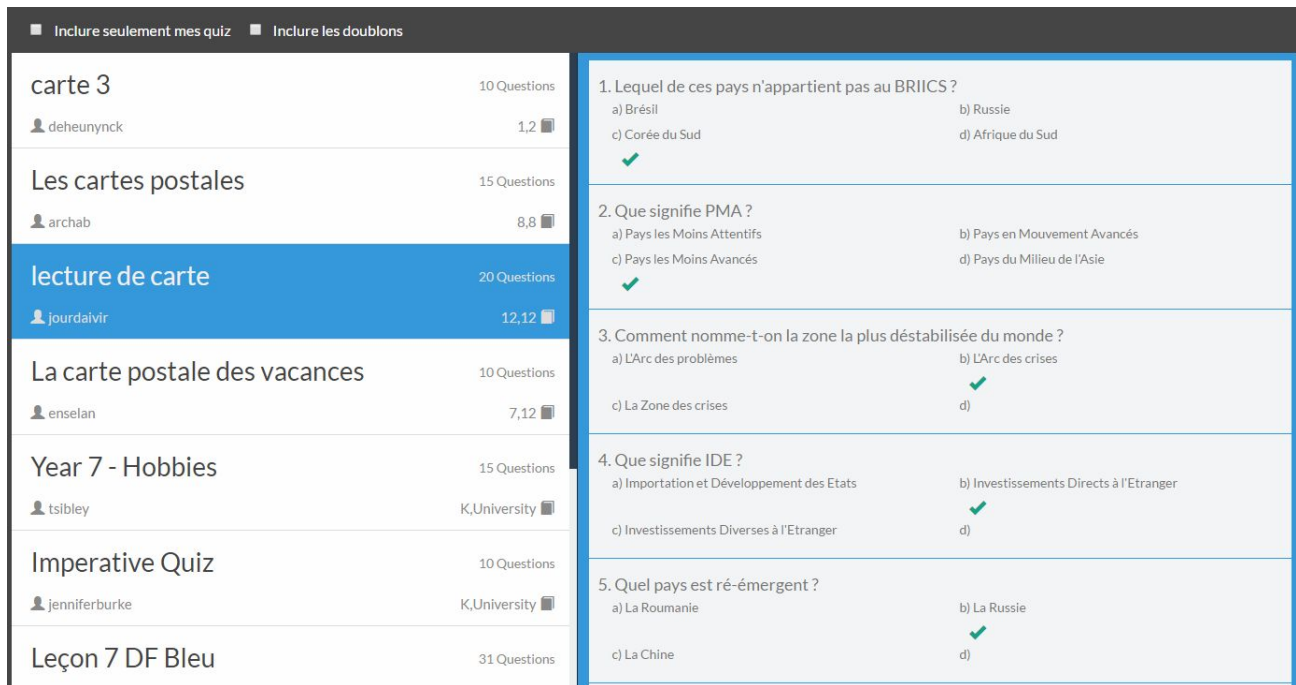 Inclure seulement mes quiz Inclure les doublons
carte 3 10 Questions
deheunynck 1,2
Les cartes postales 15 Questions
archab 8,8
lecture de carte 20 Questions
jourdaivir 12,12
La carte postale des vacances 10 Questions
enselan 7,12
Year 7 - Hobbies 15 Questions
tsibley K,University
Imperative Quiz 10 Questions
jenniferburke K,University
Leçon 7 DF Bleu 31 Questions
1. Lequel de ces pays n'appartient pas au BRIICS ?
a) Brésil b) Russie
c) Corée du Sud d) Afrique du Sud
2. Que signifie PMA ?
a) Pays les Moins Attentifs b) Pays en Mouvement Avancés
c) Pays les Moins Avancés d) Pays du Milieu de l'Asie
3. Comment nomme-t-on la zone la plus déstabilisée du monde ?
a) L'Arc des problèmes b) L'Arc des crises
c) La Zone des crises d)
4. Que signifie IDE ?
a) Importation et Développement des Etats b) Investissements Directs à l'Etranger
c) Investissements Diverses à l'Etranger d)
5. Quel pays est ré-émergent ?
a) La Roumanie b) La Russie
c) La Chine d)